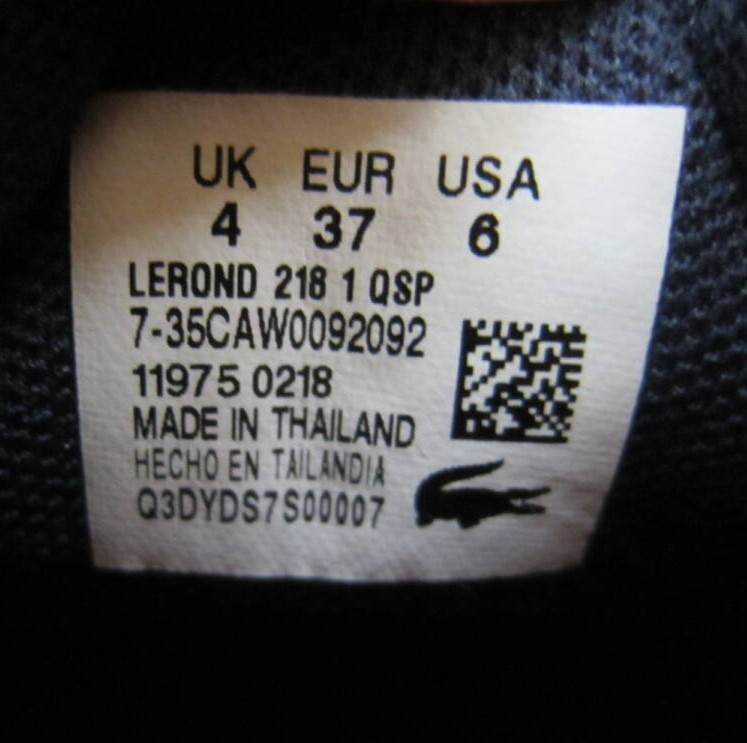 UK EUR USA
4 37 6
LEROND 218 1 QSP
7-35CAW0092092
11975 0218
MADE IN THAILAND
HECHO EN TAILANDIA
Q3DYDS7S00007